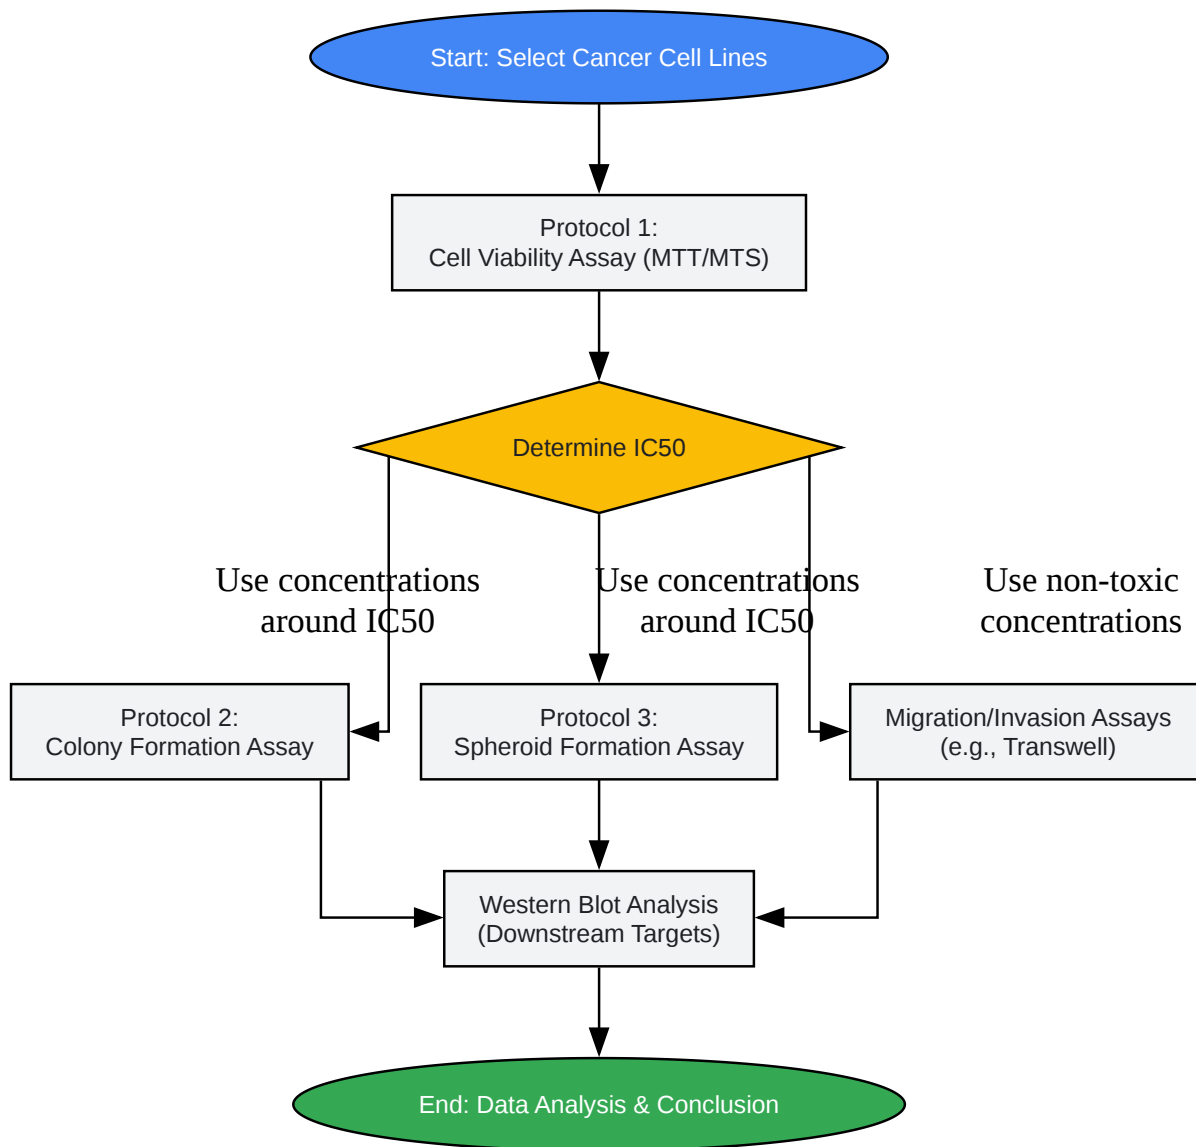 Start: Select Cancer Cell Lines
Protocol 1:
Cell Viability Assay (MTT/MTS)
Determine IC50
Use concentrations
around IC50
Use concentrations
around IC50
Use non-toxic
concentrations
Protocol 2:
Colony Formation Assay
Protocol 3:
Spheroid Formation Assay
Migration/Invasion Assays
(e.g., Transwell)
Western Blot Analysis
(Downstream Targets)
End: Data Analysis & Conclusion